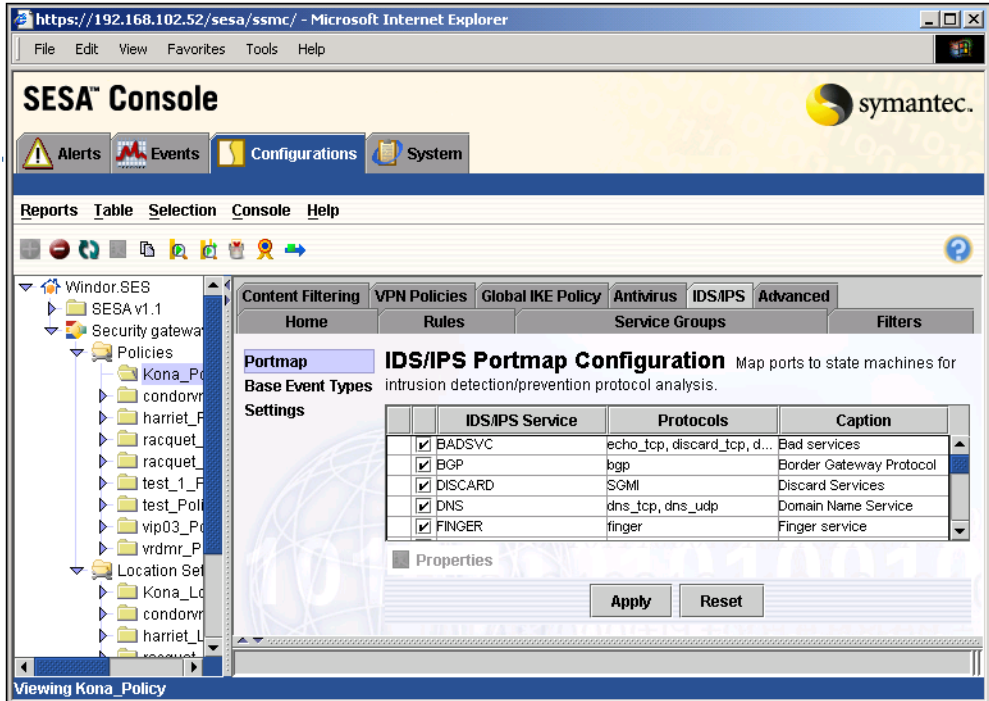 https://192.168.102.52/sesa/ssmc/ - Microsoft Internet Explorer
File Edit View Favorites Tools Help
SESA™ Console
symantec.
Alerts Events Configurations System
Reports Table Selection Console Help
Windor.SES
SESA v1.1
Security gatewa
Policies
Kona_Po
condorvr
harriet_F
racquet_
racquet_
test_1_F
test_Poli
vip03_Po
vrdmr_P
Location Set
Kona_Lo
condorvr
harriet_L
Content Filtering VPN Policies Global IKE Policy Antivirus IDS/IPS Advanced
Home Rules Service Groups Filters
Portmap
Base Event Types
Settings
IDS/IPS Portmap Configuration Map ports to state machines for
intrusion detection/prevention protocol analysis.
IDS/IPS Service Protocols Caption
BADSVC echo_tcp, discard_tcp, d... Bad services
BGP bgp Border Gateway Protocol
DISCARD SGMI Discard Services
DNS dns_tcp, dns_udp Domain Name Service
FINGER finger Finger service
Properties
Apply Reset
Viewing Kona_Policy